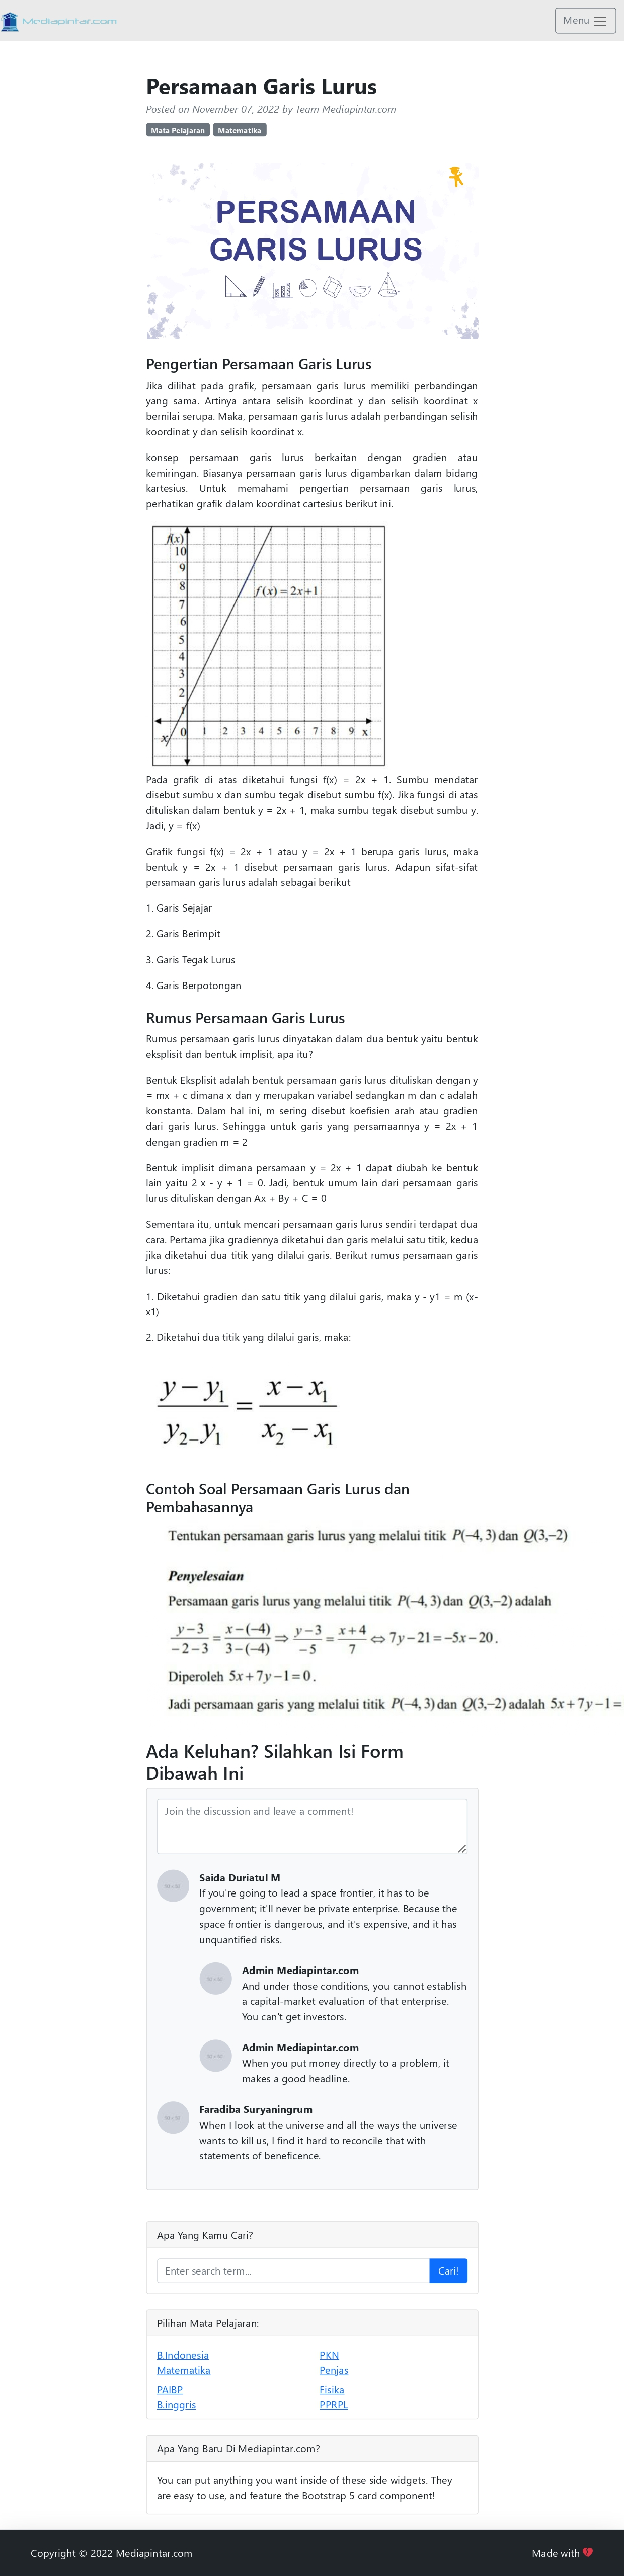 Mediapintar.com
Menu
Persamaan Garis Lurus
Posted on November 07, 2022 by Team Mediapintar.com
Mata Pelajaran Matematika
PERSAMAAN
GARIS LURUS
Pengertian Persamaan Garis Lurus
Jika dilihat pada grafik, persamaan garis lurus memiliki perbandingan
yang sama. Artinya antara selisih koordinat y dan selisih koordinat x
bernilai serupa. Maka, persamaan garis lurus adalah perbandingan selisih
koordinat y dan selisih koordinat x.
konsep persamaan garis lurus berkaitan dengan gradien atau
kemiringan. Biasanya persamaan garis lurus digambarkan dalam bidang
kartesius. Untuk memahami pengertian persamaan garis lurus,
perhatikan grafik dalam koordinat cartesius berikut ini.
f(x)
10
9
8
f(x) = 2x+1
7
6
5
4
3
2
1
0 1 2 3 4 5 6 7 8 9 x
x
Pada grafik di atas diketahui fungsi f(x) = 2x + 1. Sumbu mendatar
disebut sumbu x dan sumbu tegak disebut sumbu f(x). Jika fungsi di atas
dituliskan dalam bentuk y = 2x + 1, maka sumbu tegak disebut sumbu y.
Jadi, y = f(x)
Grafik fungsi f(x) = 2x + 1 atau y = 2x + 1 berupa garis lurus, maka
bentuk y = 2x + 1 disebut persamaan garis lurus. Adapun sifat-sifat
persamaan garis lurus adalah sebagai berikut
1. Garis Sejajar
2. Garis Berimpit
3. Garis Tegak Lurus
4. Garis Berpotongan
Rumus Persamaan Garis Lurus
Rumus persamaan garis lurus dinyatakan dalam dua bentuk yaitu bentuk
eksplisit dan bentuk implisit, apa itu?
Bentuk Eksplisit adalah bentuk persamaan garis lurus dituliskan dengan y
= mx + c dimana x dan y merupakan variabel sedangkan m dan c adalah
konstanta. Dalam hal ini, m sering disebut koefisien arah atau gradien
dari garis lurus. Sehingga untuk garis yang persamaannya y = 2x + 1
dengan gradien m = 2
Bentuk implisit dimana persamaan y = 2x + 1 dapat diubah ke bentuk
lain yaitu 2 x - y + 1 = 0. Jadi, bentuk umum lain dari persamaan garis
lurus dituliskan dengan Ax + By + C = 0
Sementara itu, untuk mencari persamaan garis lurus sendiri terdapat dua
cara. Pertama jika gradiennya diketahui dan garis melalui satu titik, kedua
jika diketahui dua titik yang dilalui garis. Berikut rumus persamaan garis
lurus:
1. Diketahui gradien dan satu titik yang dilalui garis, maka y - y1 = m (x-
x1)
2. Diketahui dua titik yang dilalui garis, maka:
y − y₁ / y₂ − y₁ = x − x₁ / x₂ − x₁
Contoh Soal Persamaan Garis Lurus dan
Pembahasannya
Tentukan persamaan garis lurus yang melalui titik P(−4, 3) dan Q(3,−2)
Penyelesaian
Persamaan garis lurus yang melalui titik P(−4, 3) dan Q(3,−2) adalah
y−3 / −2−3 = x−(−4) / 3−(−4) ⇒ y−3 / −5 = x+4 / 7 ⇔ 7y−21 = −5x−20.
Diperoleh 5x+7y−1=0.
Jadi persamaan garis yang melalui titik P(−4, 3) dan Q(3,−2) adalah 5x+7y−1=
Ada Keluhan? Silahkan Isi Form
Dibawah Ini
Join the discussion and leave a comment!
Saida Duriatul M
If you're going to lead a space frontier, it has to be
government; it'll never be private enterprise. Because the
space frontier is dangerous, and it's expensive, and it has
unquantified risks.
Admin Mediapintar.com
And under those conditions, you cannot establish
a capital-market evaluation of that enterprise.
You can't get investors.
Admin Mediapintar.com
When you put money directly to a problem, it
makes a good headline.
Faradiba Suryaningrum
When I look at the universe and all the ways the universe
wants to kill us, I find it hard to reconcile that with
statements of beneficence.
Apa Yang Kamu Cari?
Enter search term... Cari!
Pilihan Mata Pelajaran:
B.Indonesia PKN
Matematika Penjas
PAIBP Fisika
B.inggris PPRPL
Apa Yang Baru Di Mediapintar.com?
You can put anything you want inside of these side widgets. They
are easy to use, and feature the Bootstrap 5 card component!
Copyright © 2022 Mediapintar.com Made with